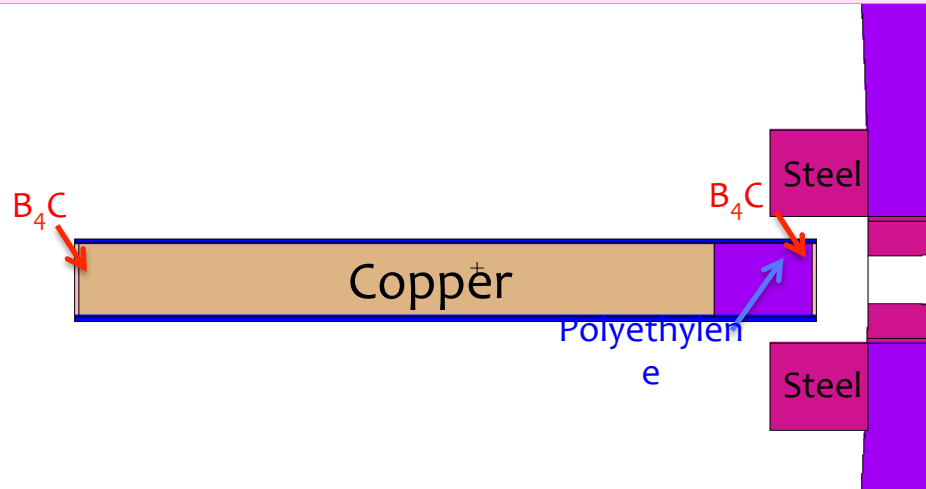 Steel
B₄C
B₄C
Copper
Polyethylen
e
Steel